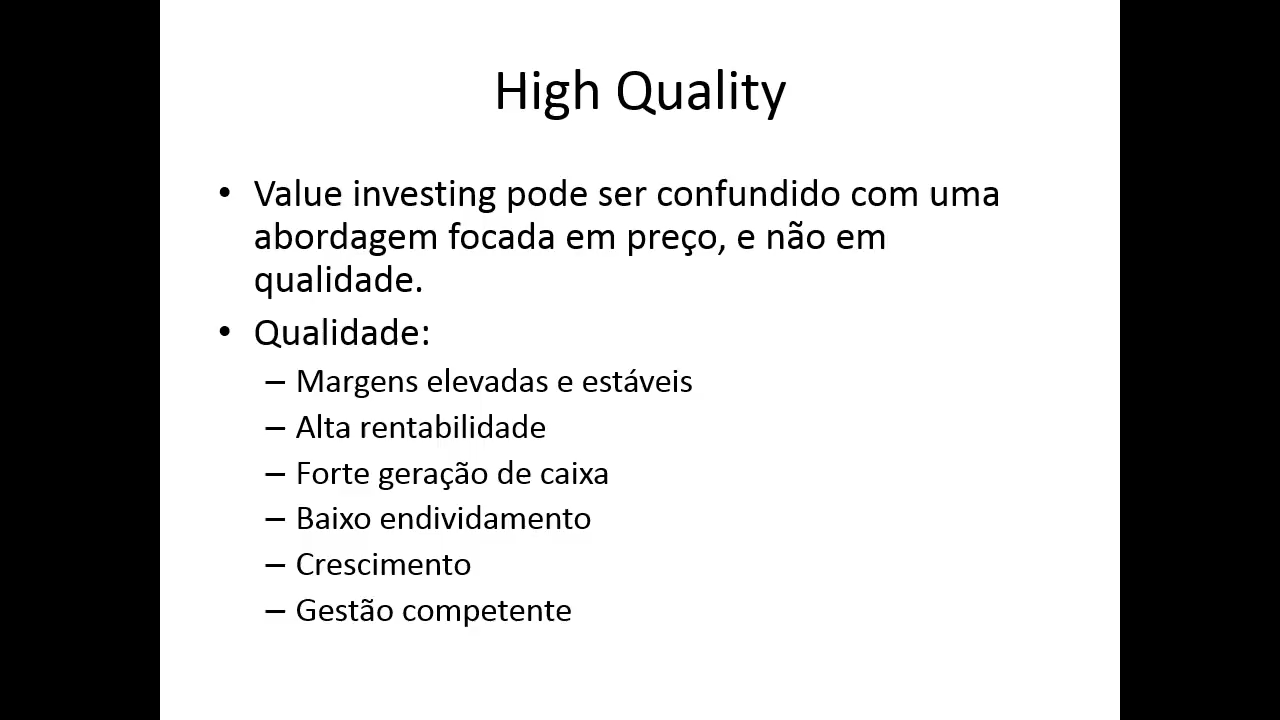 High Quality
• Value investing pode ser confundido com uma
abordagem focada em preço, e não em
qualidade.
• Qualidade:
– Margens elevadas e estáveis
– Alta rentabilidade
– Forte geração de caixa
– Baixo endividamento
– Crescimento
– Gestão competente